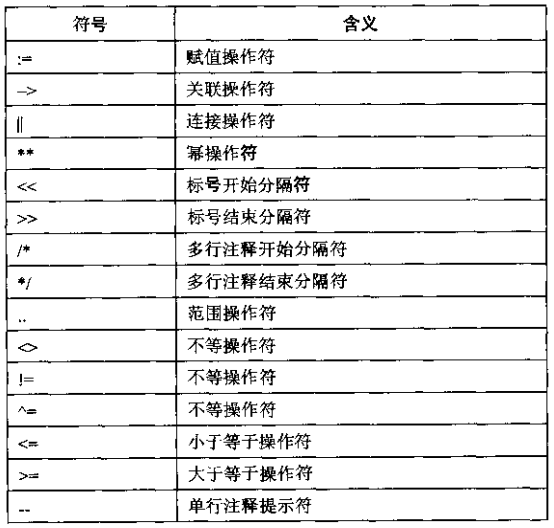 符号 含义
:= 赋值操作符
–> 关联操作符
|| 连接操作符
** 幂操作符
<< 标号开始分隔符
>> 标号结束分隔符
/* 多行注释开始分隔符
*/ 多行注释结束分隔符
.. 范围操作符
<> 不等操作符
!= 不等操作符
^= 不等操作符
<= 小于等于操作符
>= 大于等于操作符
-- 单行注释提示符